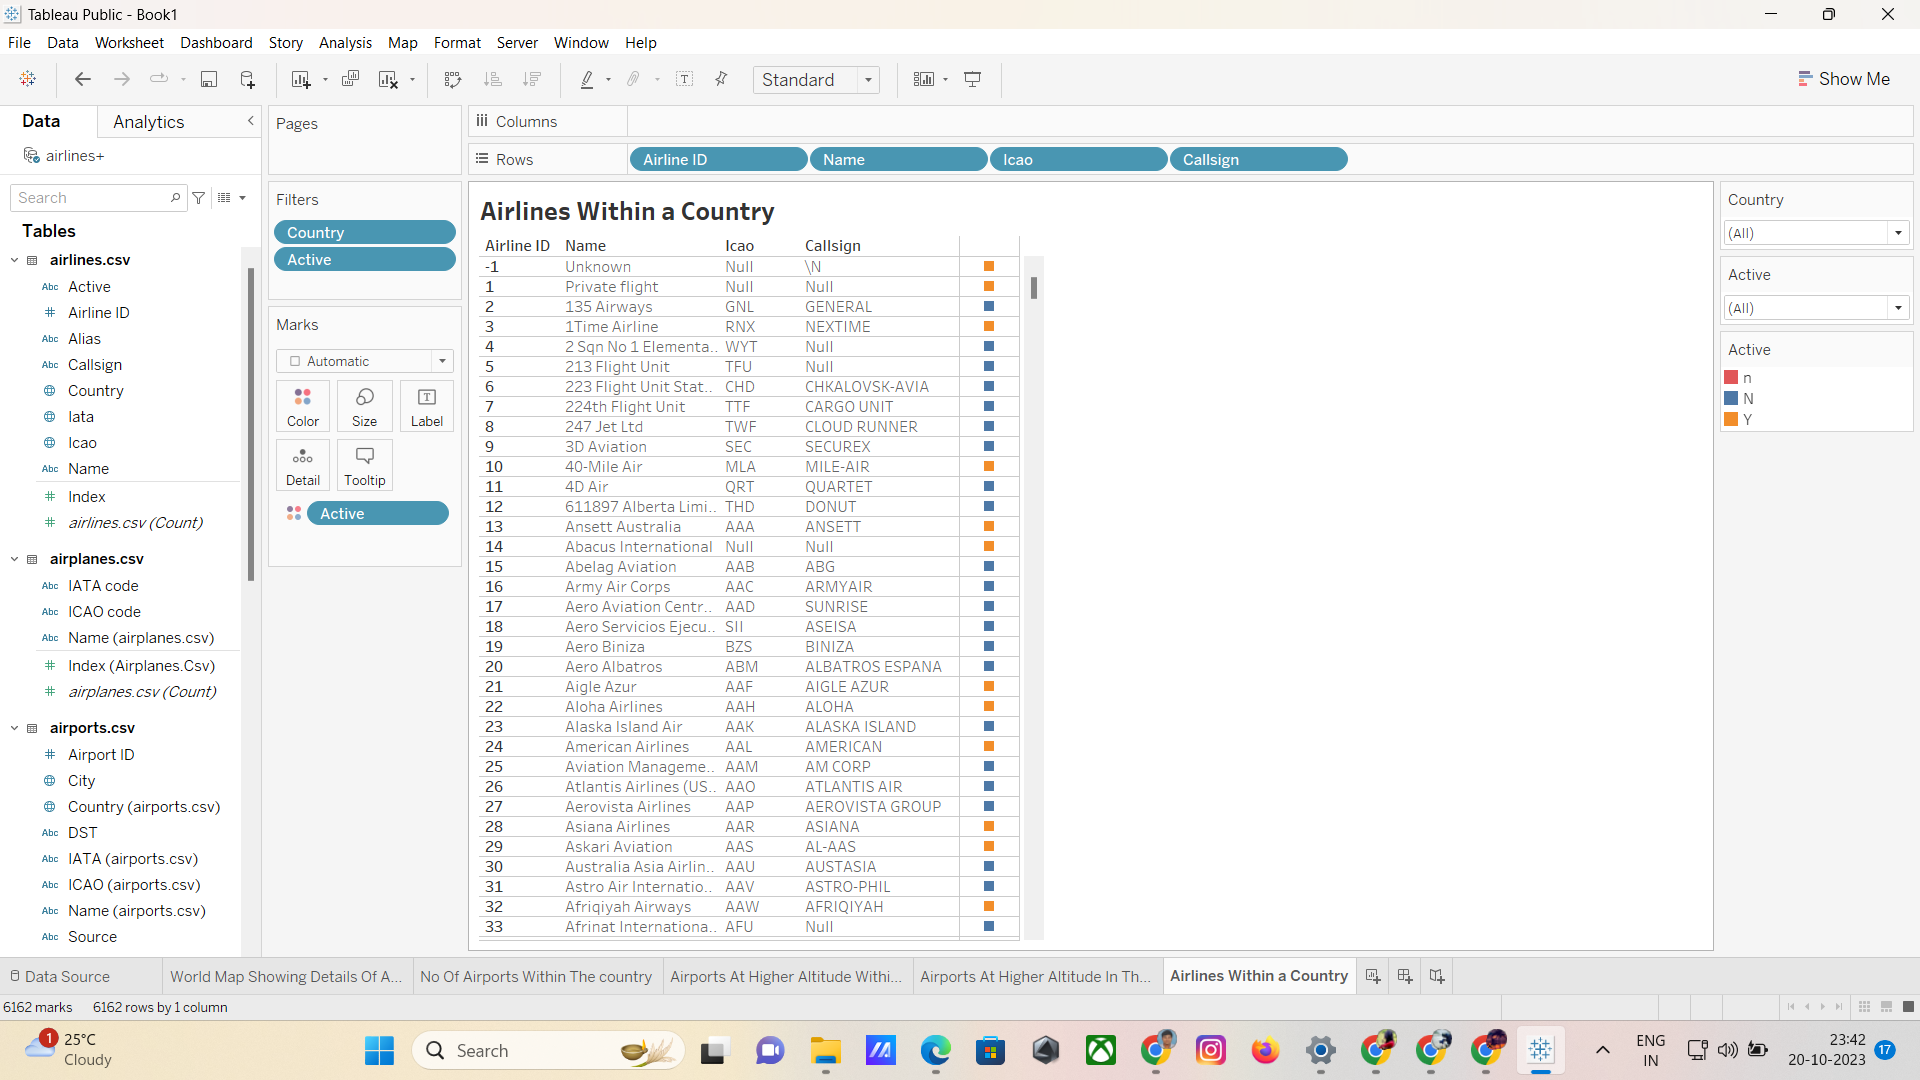 Tableau Public - Book1
File Data Worksheet Dashboard Story Analysis Map Format Server Window Help
Standard
Show Me
Data Analytics
airlines+
Search
Tables
airlines.csv
Abc Active
# Airline ID
Abc Alias
Abc Callsign
Country
Iata
Icao
Abc Name
# Index
# airlines.csv (Count)
airplanes.csv
Abc IATA code
Abc ICAO code
Abc Name (airplanes.csv)
# Index (Airplanes.Csv)
# airplanes.csv (Count)
airports.csv
# Airport ID
City
Country (airports.csv)
Abc DST
Abc IATA (airports.csv)
Abc ICAO (airports.csv)
Abc Name (airports.csv)
Abc Source
Pages
Filters
Country
Active
Marks
Automatic
Color Size Label
Detail Tooltip
Active
Columns
Rows Airline ID Name Icao Callsign
Airlines Within a Country
Airline ID Name Icao Callsign
-1 Unknown Null \N
1 Private flight Null Null
2 135 Airways GNL GENERAL
3 1Time Airline RNX NEXTIME
4 2 Sqn No 1 Elementa.. WYT Null
5 213 Flight Unit TFU Null
6 223 Flight Unit Stat.. CHD CHKALOVSK-AVIA
7 224th Flight Unit TTF CARGO UNIT
8 247 Jet Ltd TWF CLOUD RUNNER
9 3D Aviation SEC SECUREX
10 40-Mile Air MLA MILE-AIR
11 4D Air QRT QUARTET
12 611897 Alberta Limi.. THD DONUT
13 Ansett Australia AAA ANSETT
14 Abacus International Null Null
15 Abelag Aviation AAB ABG
16 Army Air Corps AAC ARMYAIR
17 Aero Aviation Centr.. AAD SUNRISE
18 Aero Servicios Ejecu.. SII ASEISA
19 Aero Biniza BZS BINIZA
20 Aero Albatros ABM ALBATROS ESPANA
21 Aigle Azur AAF AIGLE AZUR
22 Aloha Airlines AAH ALOHA
23 Alaska Island Air AAK ALASKA ISLAND
24 American Airlines AAL AMERICAN
25 Aviation Manageme.. AAM AM CORP
26 Atlantis Airlines (US.. AAO ATLANTIS AIR
27 Aerovista Airlines AAP AEROVISTA GROUP
28 Asiana Airlines AAR ASIANA
29 Askari Aviation AAS AL-AAS
30 Australia Asia Airlin.. AAU AUSTASIA
31 Astro Air Internatio.. AAV ASTRO-PHIL
32 Afriqiyah Airways AAW AFRIQIYAH
33 Afrinat Internationa.. AFU Null
Country
(All)
Active
(All)
Active
n
N
Y
Data Source World Map Showing Details Of A... No Of Airports Within The country Airports At Higher Altitude Withi... Airports At Higher Altitude In Th... Airlines Within a Country
6162 marks 6162 rows by 1 column
1 25°C
Cloudy
Search
ENG
IN
23:42
20-10-2023
17